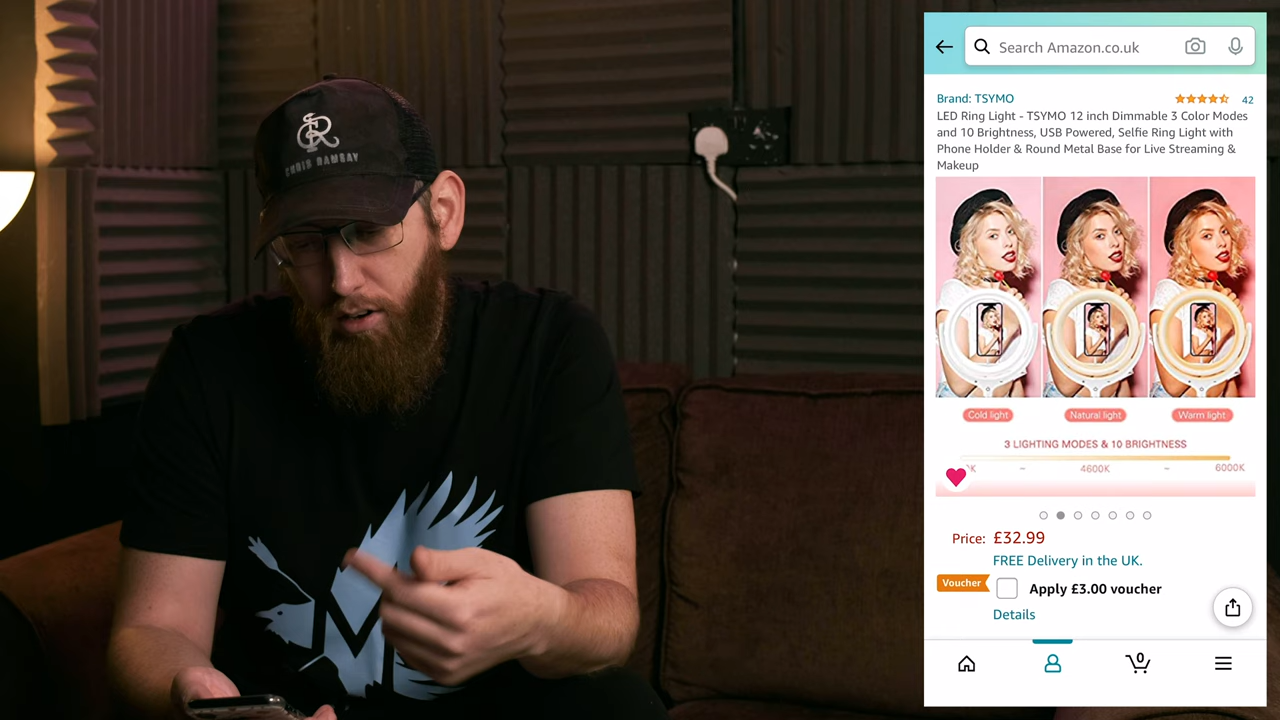 CHRIS RAMSAY
Search Amazon.co.uk
Brand: TSYMO
42
LED Ring Light - TSYMO 12 inch Dimmable 3 Color Modes
and 10 Brightness, USB Powered, Selfie Ring Light with
Phone Holder & Round Metal Base for Live Streaming &
Makeup
Cold light
Natural light
Warm light
3 LIGHTING MODES & 10 BRIGHTNESS
K
-
4600K
-
6000K
Price: £32.99
FREE Delivery in the UK.
Voucher
Apply £3.00 voucher
Details
0